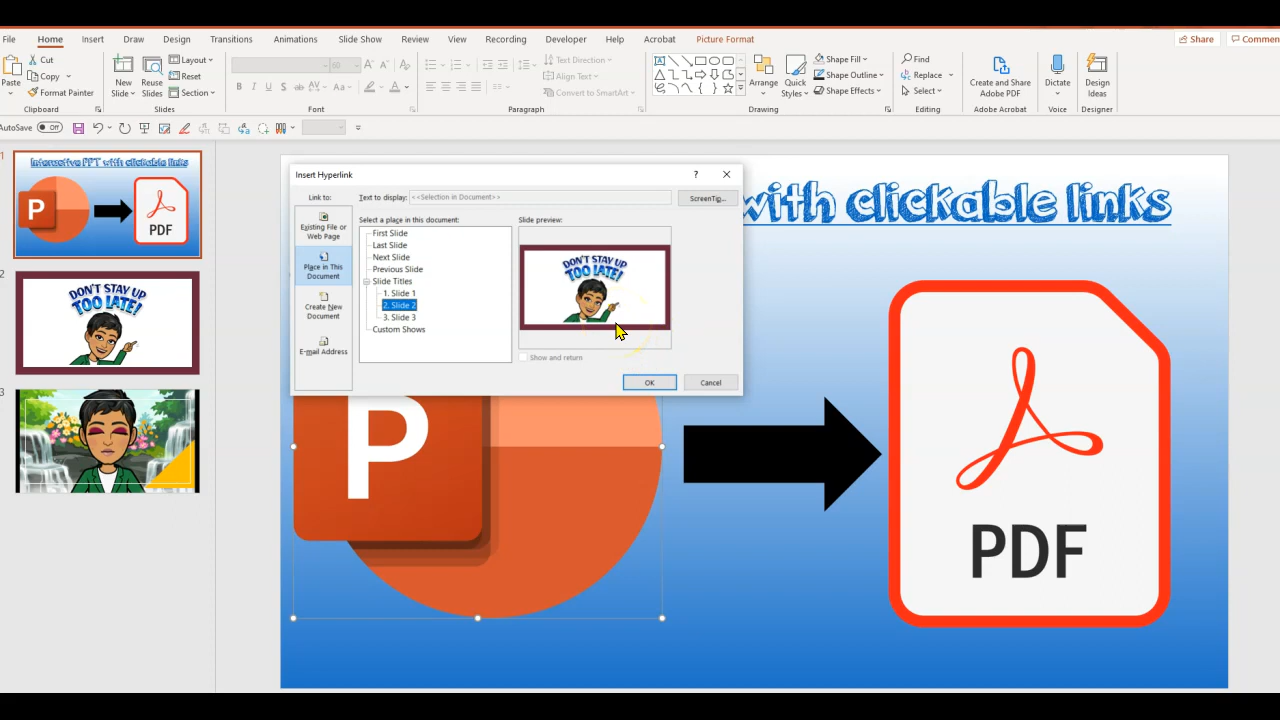 File Home Insert Draw Design Transitions Animations Slide Show Review View Recording Developer Help Acrobat Picture Format Share Commen
Paste Cut Copy Format Painter Clipboard
New Slide Reuse Slides Layout Reset Section Slides
B I U S ab AV Aa A Font
Text Direction Align Text Convert to SmartArt Paragraph
Arrange Quick Styles Shape Fill Shape Outline Shape Effects Drawing
Find Replace Select Editing
Create and Share Adobe PDF Adobe Acrobat
Dictate Voice
Design Ideas Designer
AutoSave Off
1
Interactive PPT with clickable links
P
PDF
2
DON'T STAY UP
TOO LATE!
3
Insert Hyperlink ?
Link to: Text to display: <<Selection in Document>> ScreenTip...
Existing File or Web Page
Place in This Document
Create New Document
E-mail Address
Select a place in this document:
First Slide
Last Slide
Next Slide
Previous Slide
Slide Titles
1. Slide 1
2. Slide 2
3. Slide 3
Custom Shows
Slide preview:
DON'T STAY UP
TOO LATE!
Show and return
OK Cancel
with clickable links
P
PDF